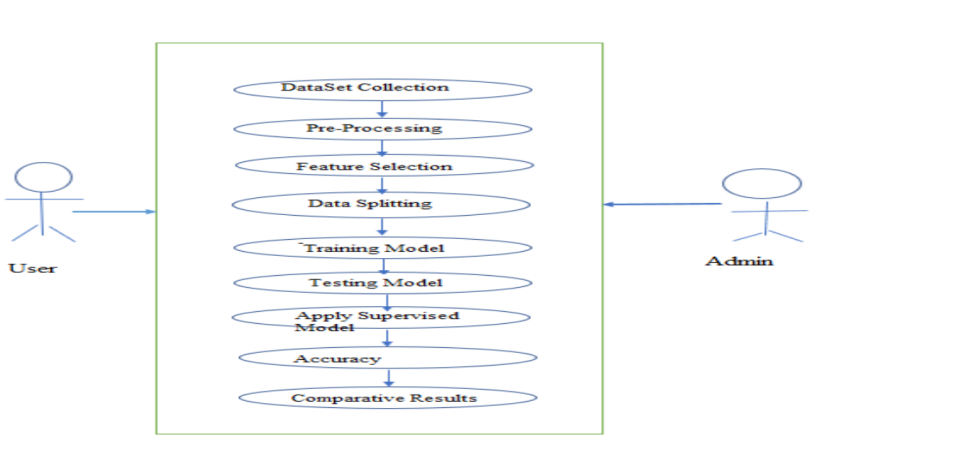 DataSet Collection
Pre-Processing
Feature Selection
Data Splitting
Training Model
Testing Model
Apply Supervised
Model
Accuracy
Comparative Results
User
Admin